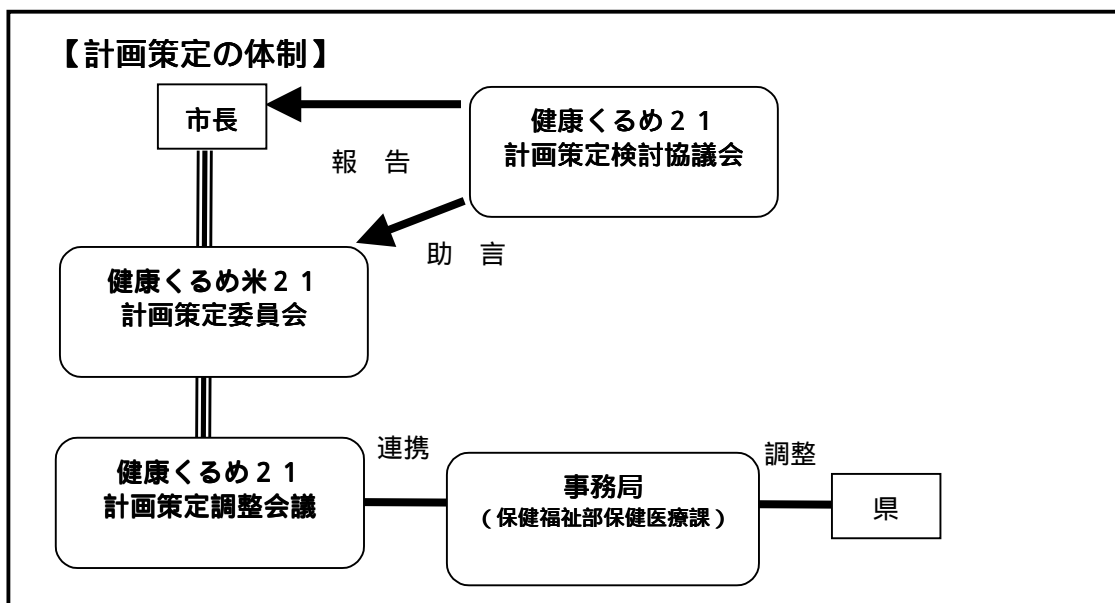 【計画策定の体制】
市長
健康くるめ２１
計画策定検討協議会
報　告
助　言
健康くるめ米２１
計画策定委員会
健康くるめ２１
計画策定調整会議
連携
事務局
（保健福祉部保健医療課）
調整
県